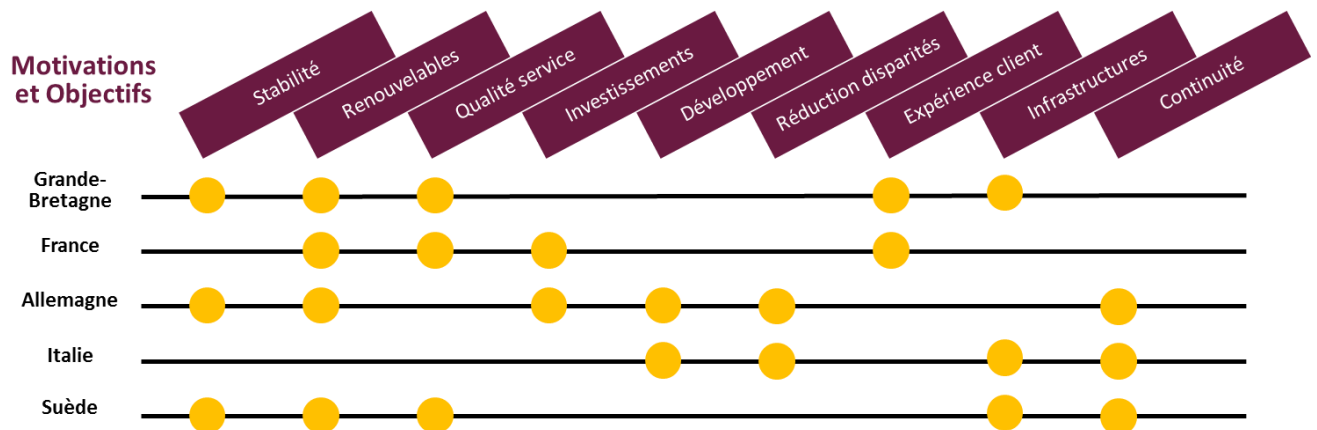 Motivations
et Objectifs
Stabilité
Renouvelables
Qualité service
Investissements
Développement
Réduction disparités
Expérience client
Infrastructures
Continuité
Grande-
Bretagne
France
Allemagne
Italie
Suède